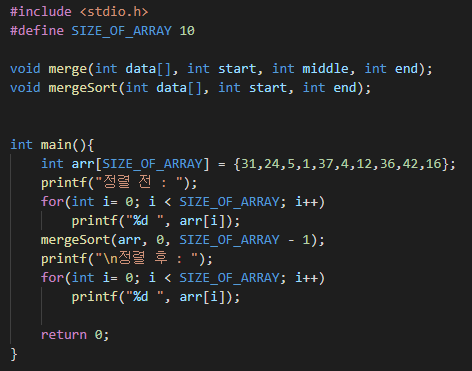 #include <stdio.h>
#define SIZE_OF_ARRAY 10
void merge(int data[], int start, int middle, int end);
void mergeSort(int data[], int start, int end);
int main(){
    int arr[SIZE_OF_ARRAY] = {31,24,5,1,37,4,12,36,42,16};
    printf("정렬 전 : ");
    for(int i= 0; i < SIZE_OF_ARRAY; i++)
        printf("%d ", arr[i]);
    mergeSort(arr, 0, SIZE_OF_ARRAY - 1);
    printf("\n정렬 후 : ");
    for(int i= 0; i < SIZE_OF_ARRAY; i++)
        printf("%d ", arr[i]);
    return 0;
}